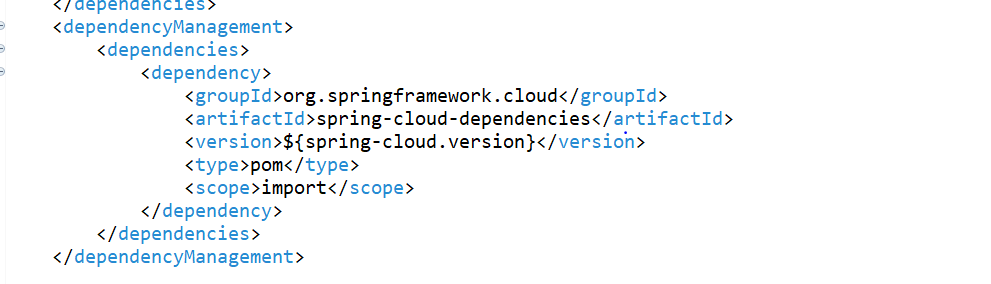 </dependencies>
<dependencyManagement>
<dependencies>
<dependency>
<groupId>org.springframework.cloud</groupId>
<artifactId>spring-cloud-dependencies</artifactId>
<version>${spring-cloud.version}</version>
<type>pom</type>
<scope>import</scope>
</dependency>
</dependencies>
</dependencyManagement>